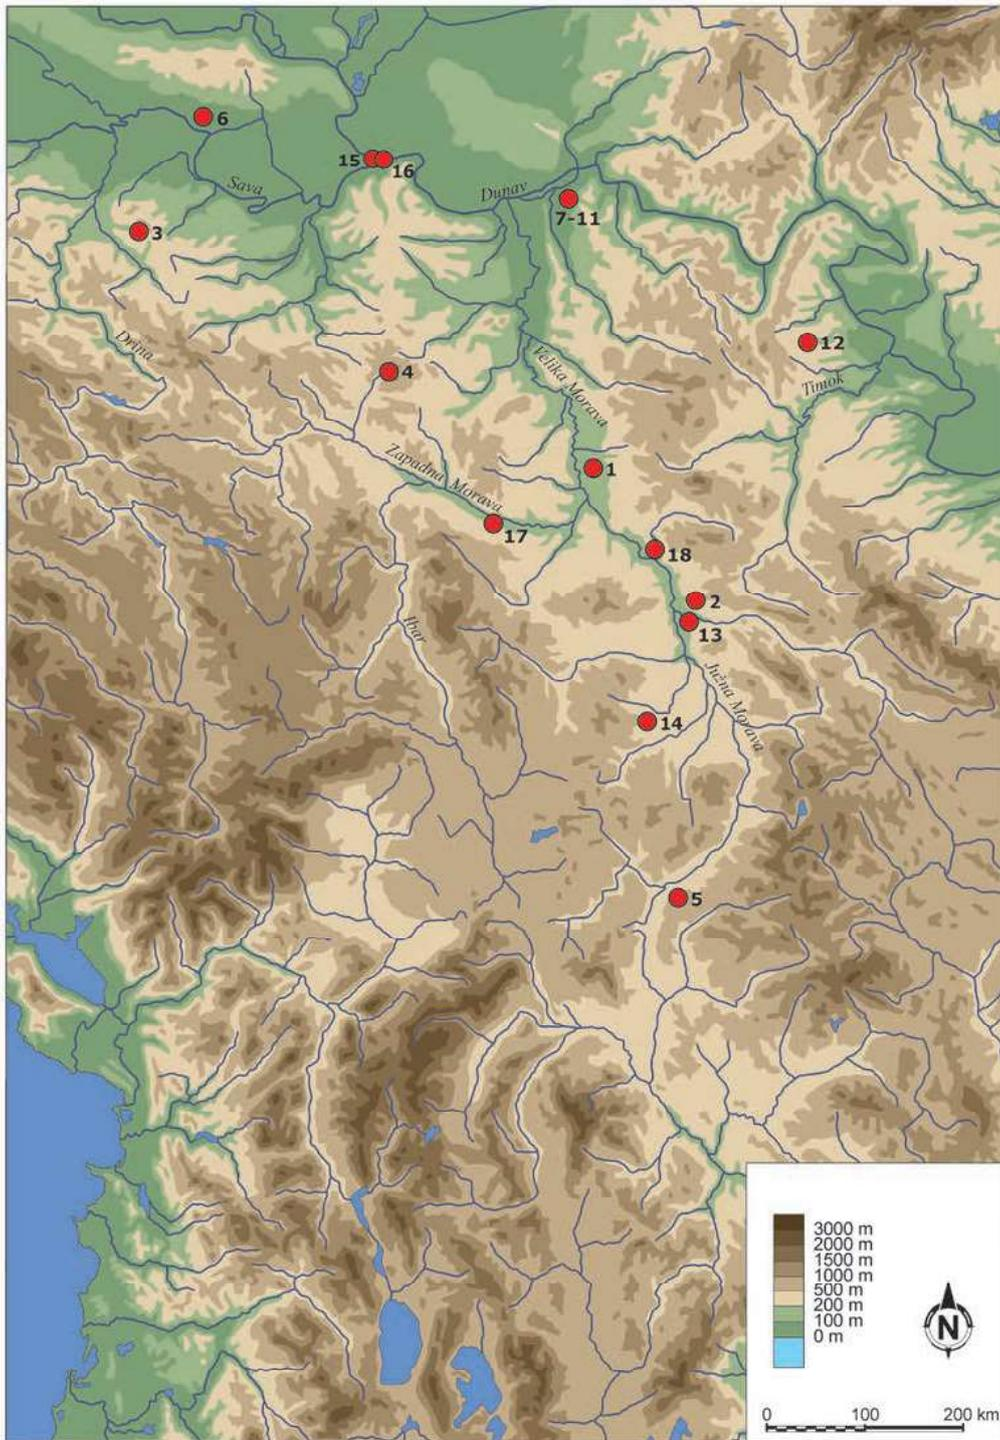 6
15
16
Sava
Dunav
7-11
3
12
Drina
Velika Morava
4
Timok
1
Zapadna Morava
17
18
2
Ibar
13
Južna Morava
14
5
3000 m
2000 m
1500 m
1000 m
500 m
200 m
100 m
0 m
N
0 100 200 km